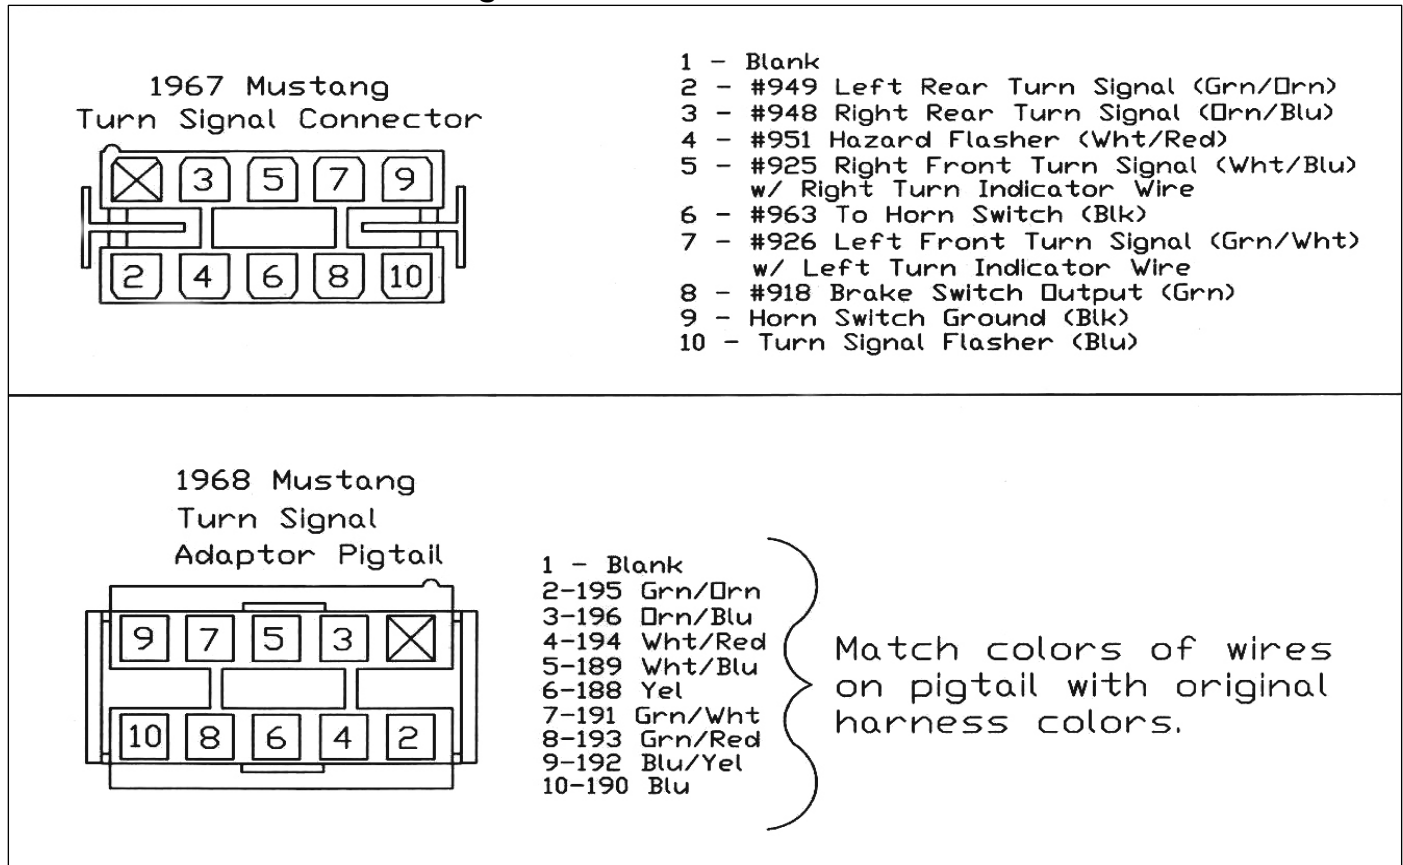 1967 Mustang
Turn Signal Connector
3 5 7 9
2 4 6 8 10
1 - Blank
2 - #949 Left Rear Turn Signal (Grn/Orn)
3 - #948 Right Rear Turn Signal (Orn/Blu)
4 - #951 Hazard Flasher (Wht/Red)
5 - #925 Right Front Turn Signal (Wht/Blu)
w/ Right Turn Indicator Wire
6 - #963 To Horn Switch (Blk)
7 - #926 Left Front Turn Signal (Grn/Wht)
w/ Left Turn Indicator Wire
8 - #918 Brake Switch Output (Grn)
9 - Horn Switch Ground (Blk)
10 - Turn Signal Flasher (Blu)
1968 Mustang
Turn Signal
Adaptor Pigtail
9 7 5 3
10 8 6 4 2
1 - Blank
2-195 Grn/Orn
3-196 Orn/Blu
4-194 Wht/Red
5-189 Wht/Blu
6-188 Yel
7-191 Grn/Wht
8-193 Grn/Red
9-192 Blu/Yel
10-190 Blu
Match colors of wires
on pigtail with original
harness colors.